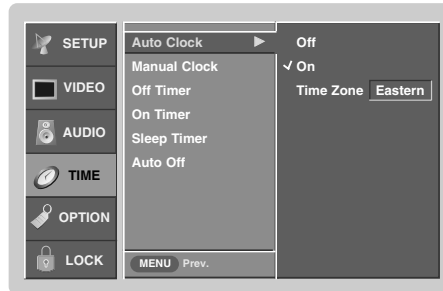 SETUP
VIDEO
AUDIO
TIME
OPTION
LOCK
Auto Clock
Manual Clock
Off Timer
On Timer
Sleep Timer
Auto Off
MENU Prev.
Off
On
Time Zone Eastern